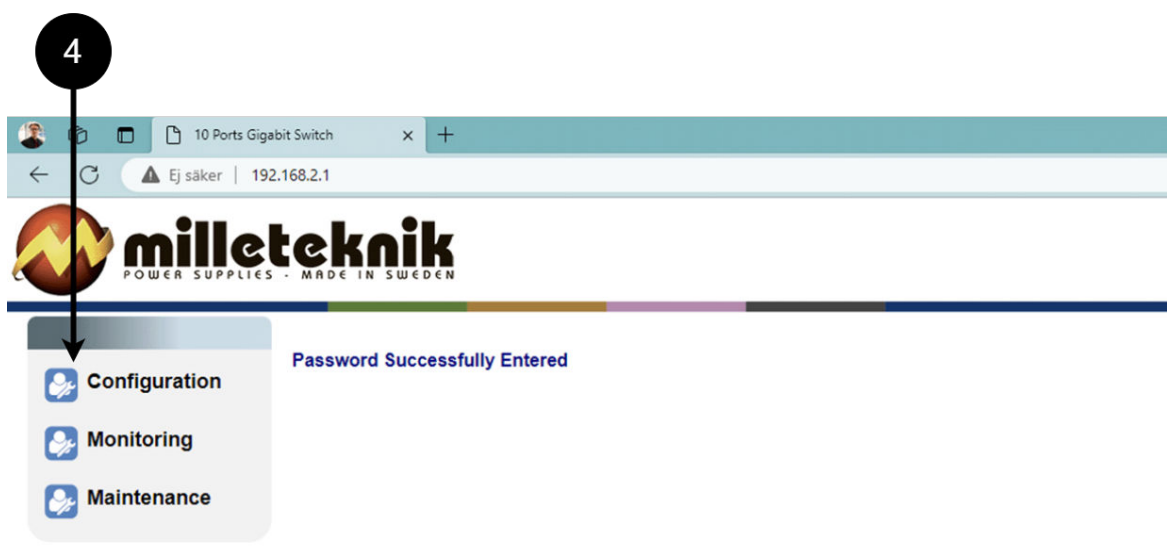 4
10 Ports Gigabit Switch
Ej säker | 192.168.2.1
milleteknik
POWER SUPPLIES - MADE IN SWEDEN
Password Successfully Entered
Configuration
Monitoring
Maintenance